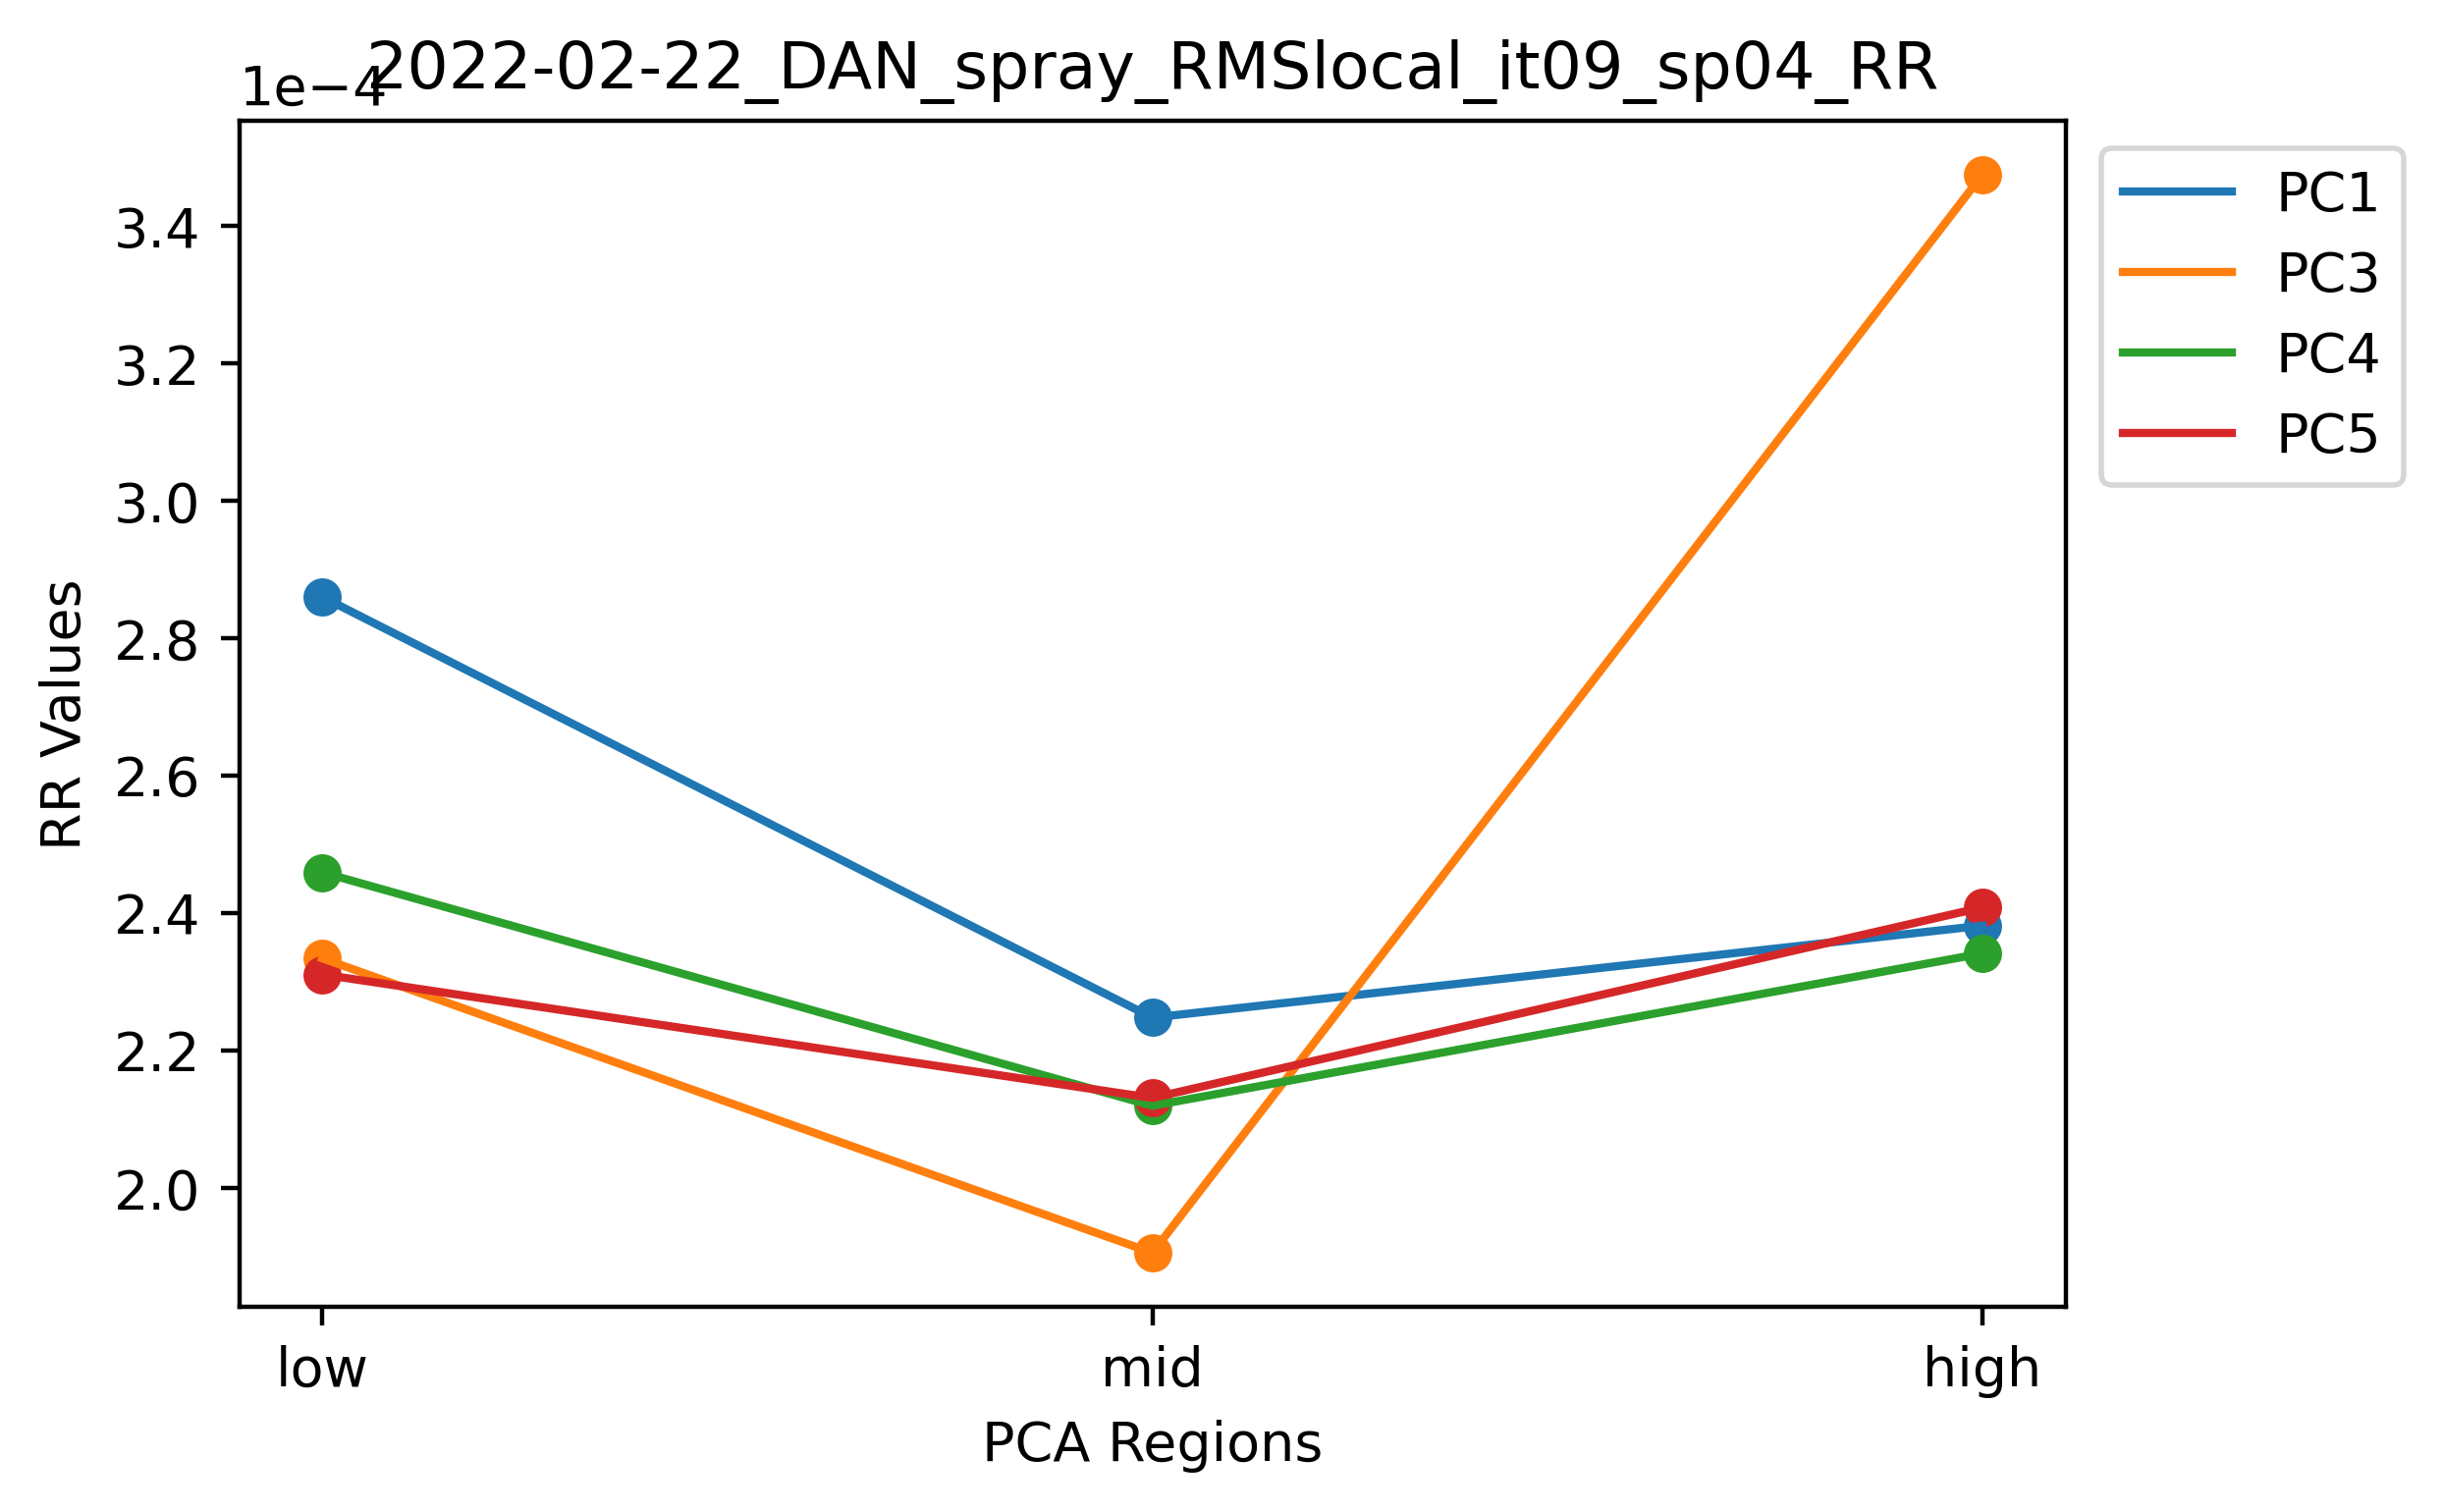 2022-02-22_DAN_spray_RMSlocal_it09_sp04_RR
1e−4
3.4
3.2
3.0
2.8
2.6
2.4
2.2
2.0
RR Values
low
mid
high
PCA Regions
PC1
PC3
PC4
PC5